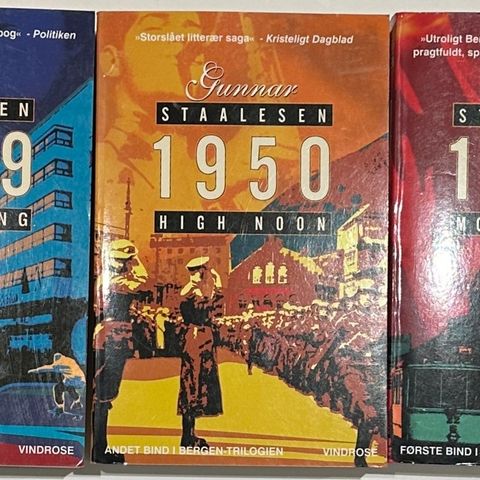 bog« - Politiken
EN
9
NG
VINDROSE
»Storslået litterær saga« - Kristeligt Dagblad
Gunnar
STAALESEN
1950
HIGH NOON
ANDET BIND I BERGEN-TRILOGIEN VINDROSE
»Utroligt Ber
pragtfuldt, sp
S
1
MO
FØRSTE BIND I